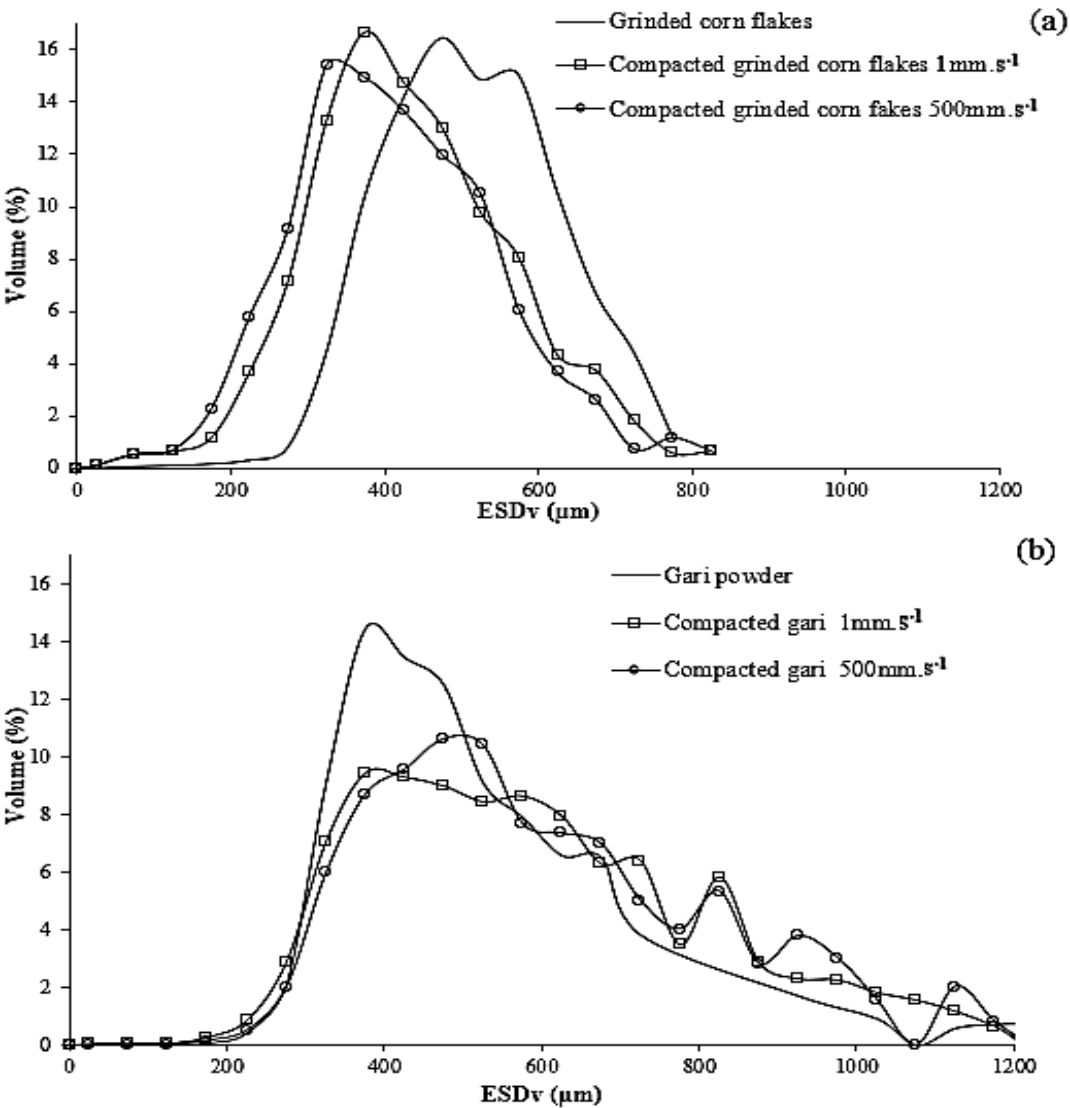 (a)
Grinded corn flakes
Compacted grinded corn flakes 1mm.s-1
Compacted grinded corn fakes 500mm.s-1
Volume (%)
16
14
12
10
8
6
4
2
0
0 200 400 600 800 1000 1200
ESDv (µm)
(b)
Gari powder
Compacted gari 1mm.s-1
Compacted gari 500mm.s-1
Volume (%)
16
14
12
10
8
6
4
2
0
0 200 400 600 800 1000 1200
ESDv (µm)